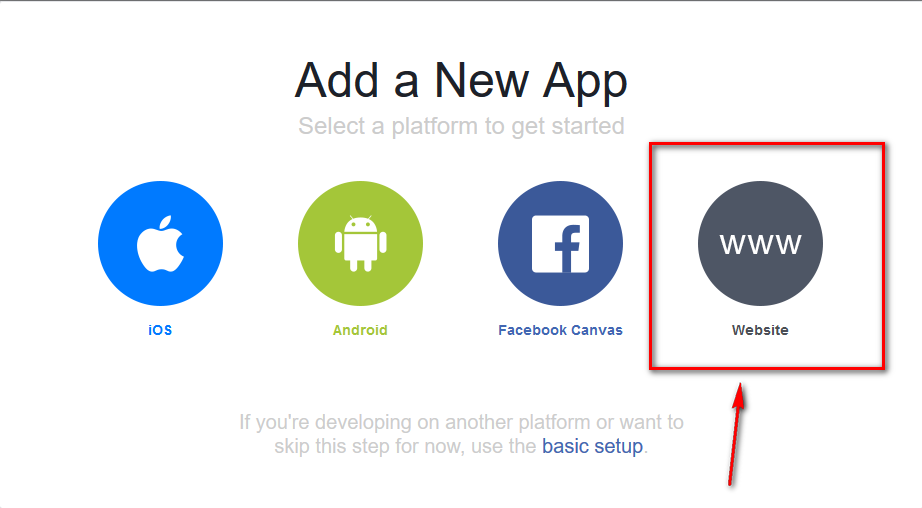 Add a New App
Select a platform to get started
www
iOS
Android
Facebook Canvas
Website
If you're developing on another platform or want to
skip this step for now, use the basic setup.